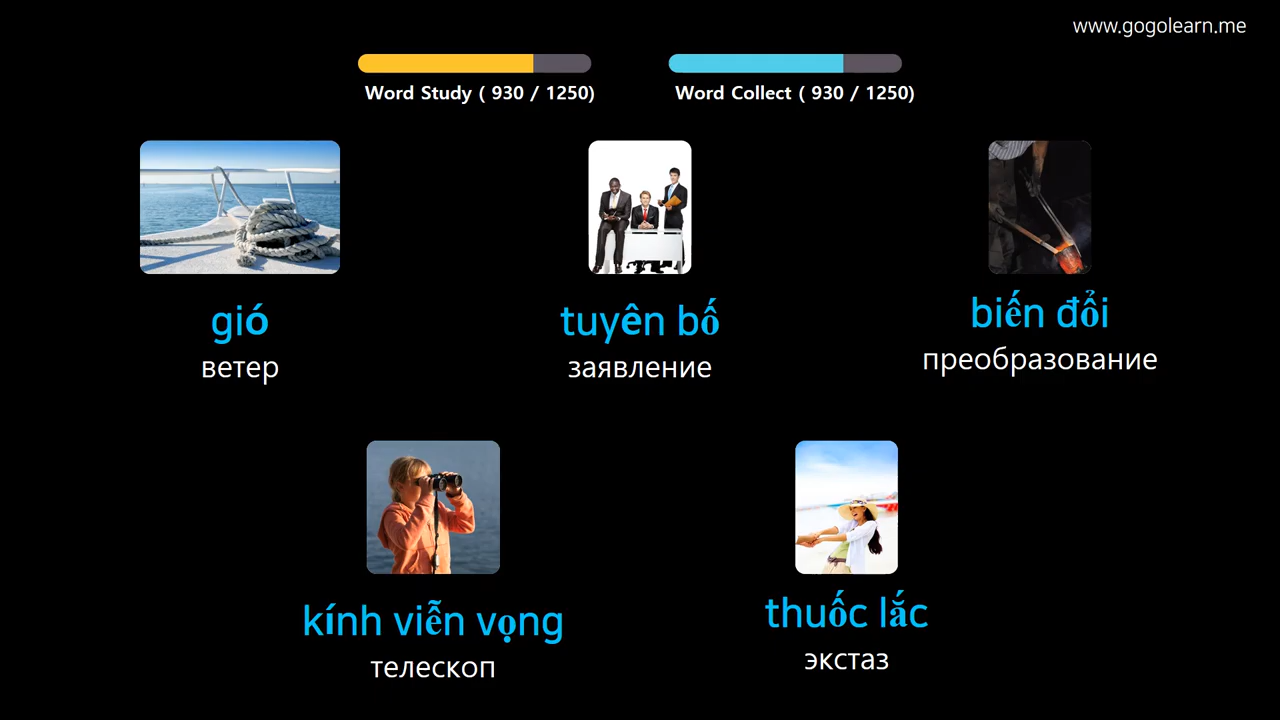 www.gogolearn.me
Word Study ( 930 / 1250)
Word Collect ( 930 / 1250)
gió
ветер
tuyên bố
заявление
biến đổi
преобразование
kính viễn vọng
телескоп
thuốc lắc
экстаз